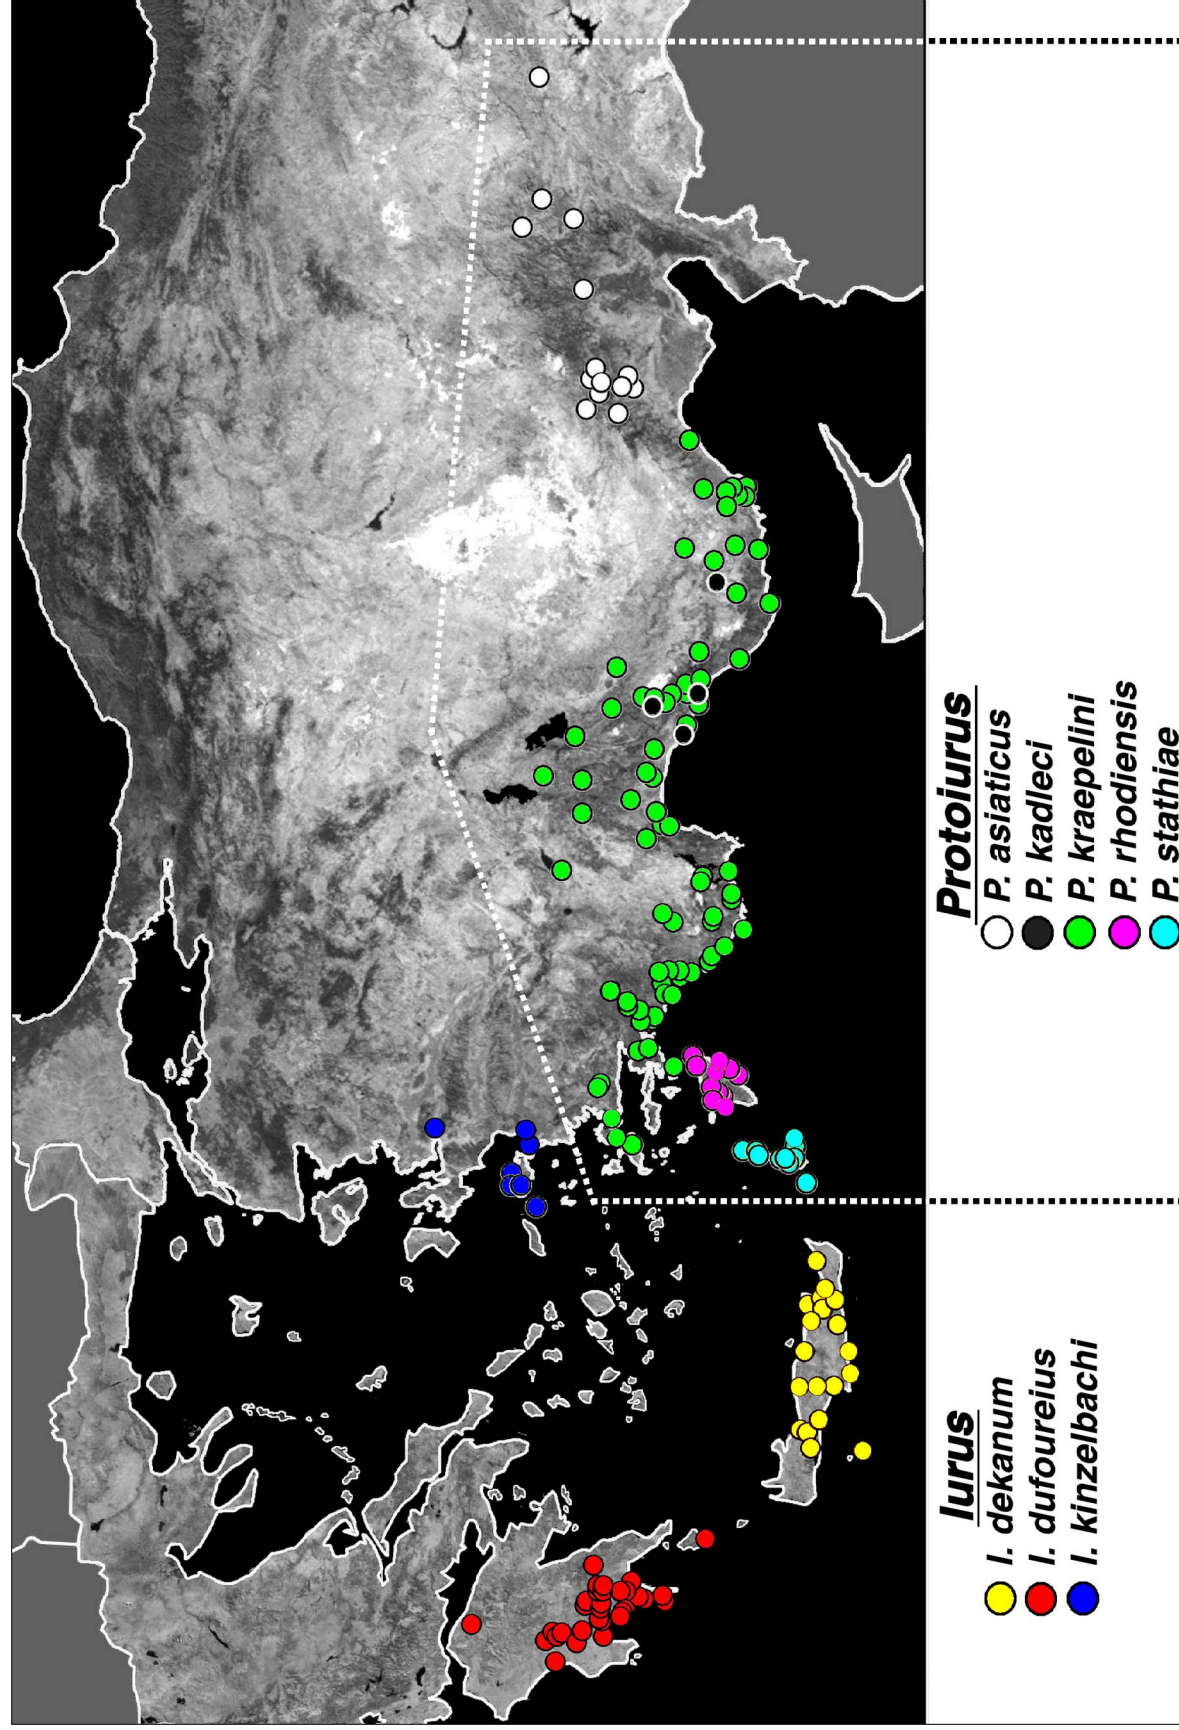 Iurus
I. dekanum
I. dufoureius
I. kinzelbachi
Protoiurus
P. asiaticus
P. kadleci
P. kraepelini
P. rhodiensis
P. stathiae